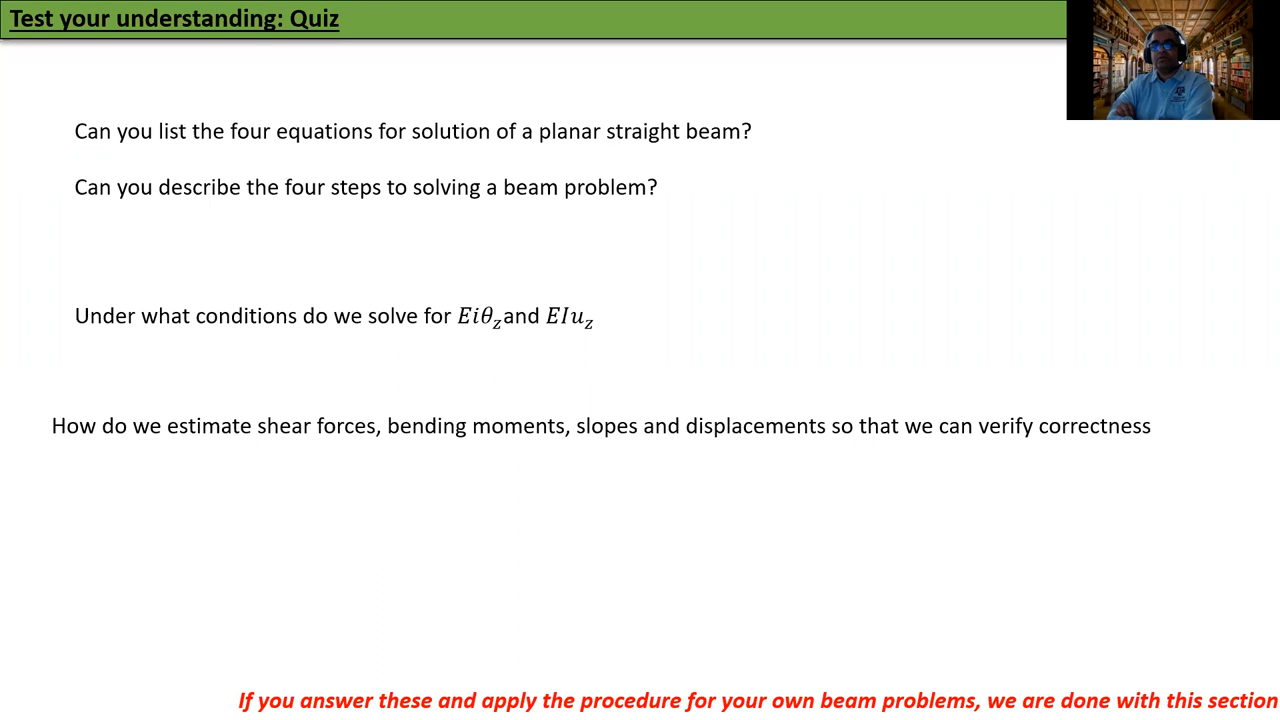 Test your understanding: Quiz
Can you list the four equations for solution of a planar straight beam?
Can you describe the four steps to solving a beam problem?
Under what conditions do we solve for 𝐸𝑖𝜃_𝑧 and 𝐸𝐼𝑢_𝑧
How do we estimate shear forces, bending moments, slopes and displacements so that we can verify correctness
If you answer these and apply the procedure for your own beam problems, we are done with this section